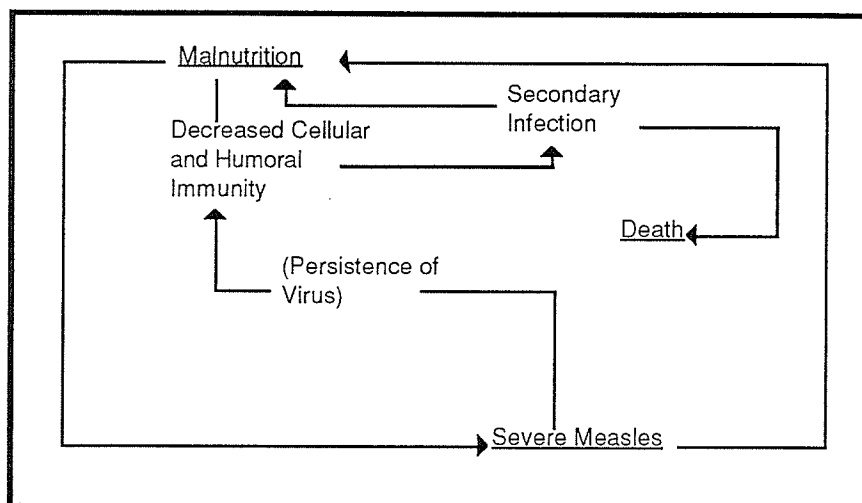 Malnutrition
Secondary
Infection
Decreased Cellular
and Humoral
Immunity
Death
(Persistence of
Virus)
Severe Measles